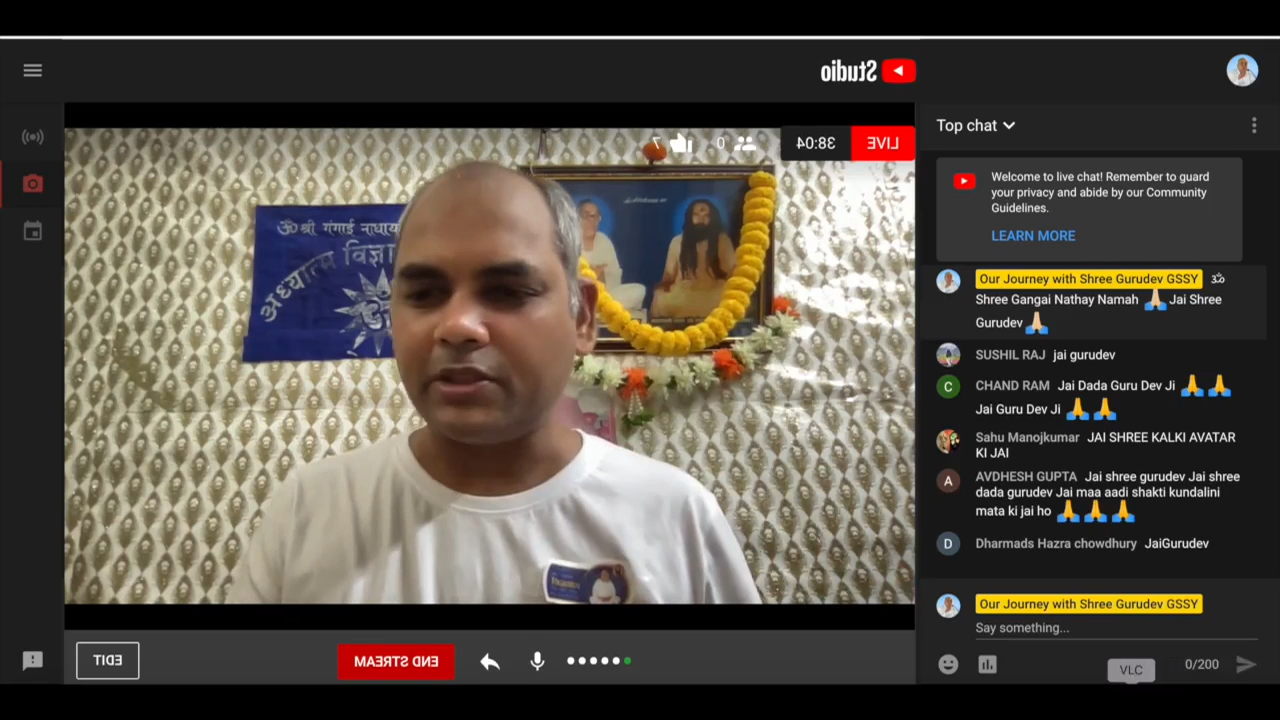 Studio
LIVE
38:04
0
7
ॐ श्री गंगाई नाथाय
अध्यात्म विज्ञा
EDIT
END STREAM
Top chat
Welcome to live chat! Remember to guard
your privacy and abide by our Community
Guidelines.
LEARN MORE
Our Journey with Shree Gurudev GSSY ॐ
Shree Gangai Nathay Namah 🙏🏻 Jai Shree
Gurudev 🙏🏻
SUSHIL RAJ jai gurudev
C CHAND RAM Jai Dada Guru Dev Ji 🙏 🙏
Jai Guru Dev Ji 🙏 🙏
Sahu Manojkumar JAI SHREE KALKI AVATAR
KI JAI
A AVDHESH GUPTA Jai shree gurudev Jai shree
dada gurudev Jai maa aadi shakti kundalini
mata ki jai ho 🙏 🙏 🙏
D Dharmads Hazra chowdhury JaiGurudev
Our Journey with Shree Gurudev GSSY
Say something...
VLC
0/200